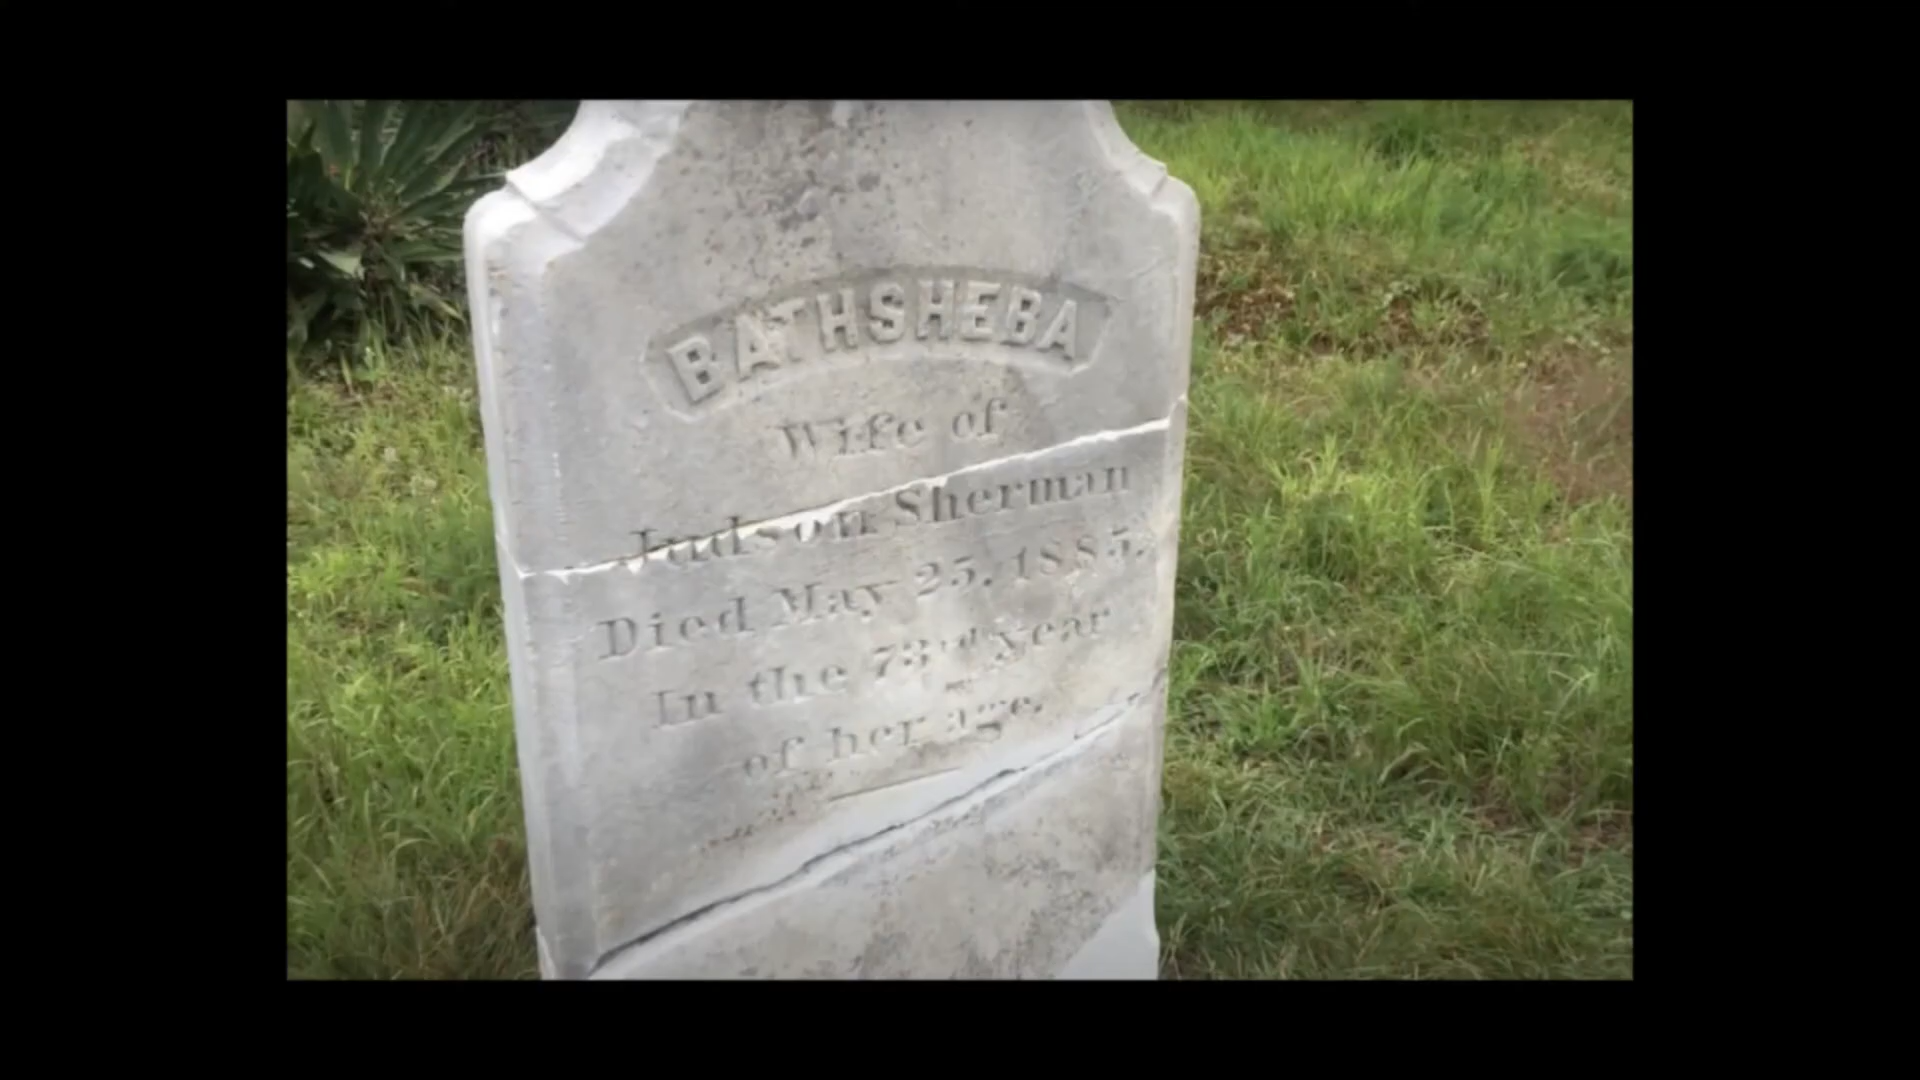 BATHSHEBA
Wife of
Judson Sherman
Died May 25, 1885,
In the 73rd year
of her age.